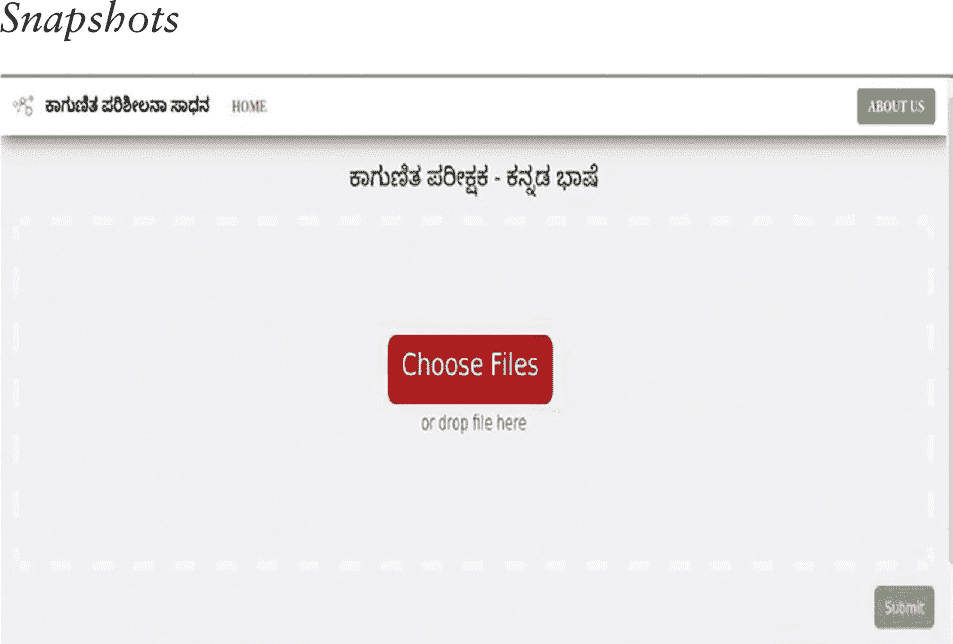 Snapshots
ಕಾಗುಣಿತ ಪರಿಶೀಲನಾ ಸಾಧನ HOME ABOUT US
ಕಾಗುಣಿತ ಪರೀಕ್ಷಕ - ಕನ್ನಡ ಭಾಷೆ
Choose Files
or drop file here
Submit